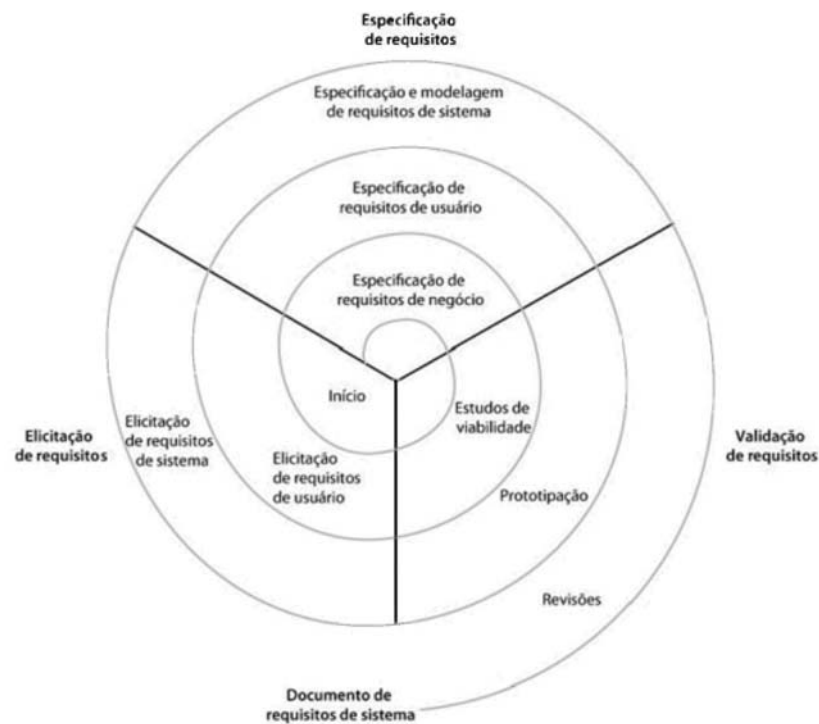 Especificação
de requisitos
Especificação e modelagem
de requisitos de sistema
Especificação de
requisitos de usuário
Especificação de
requisitos de negócio
Início
Estudos de
viabilidade
Elicitação
de requisitos
Elicitação
de requisitos
de sistema
Elicitação
de requisitos
de usuário
Validação
de requisitos
Prototipação
Revisões
Documento de
requisitos de sistema